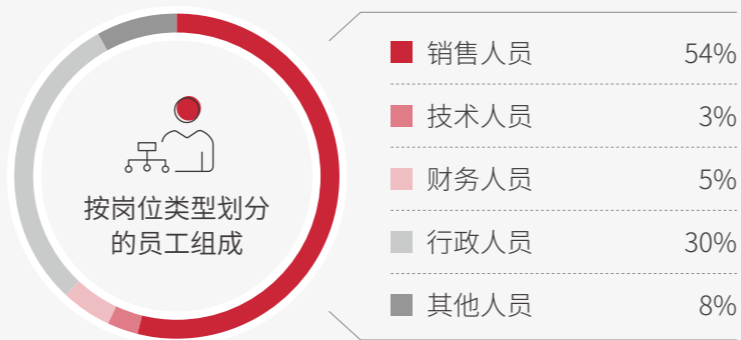 按岗位类型划分
的员工组成
销售人员 54%
技术人员 3%
财务人员 5%
行政人员 30%
其他人员 8%